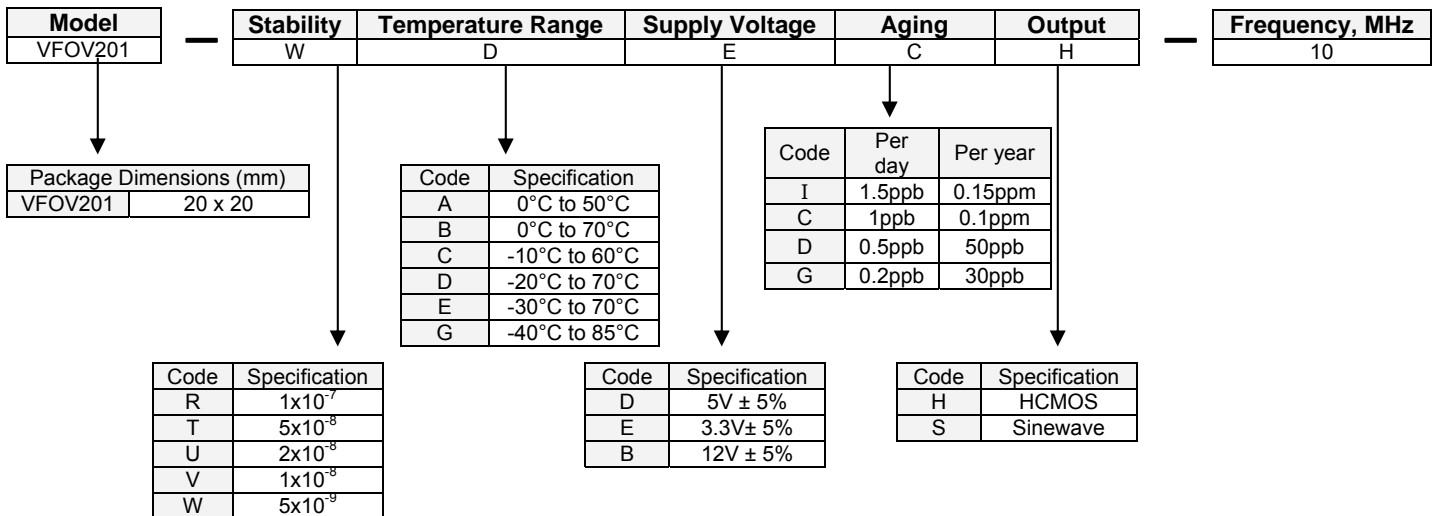 Model Stability Temperature Range Supply Voltage Aging Output Frequency, MHz
VFOV201 — W D E C H — 10
Package Dimensions (mm)
VFOV201 20 x 20
Code Specification
A 0°C to 50°C
B 0°C to 70°C
C -10°C to 60°C
D -20°C to 70°C
E -30°C to 70°C
G -40°C to 85°C
Code Per day Per year
I 1.5ppb 0.15ppm
C 1ppb 0.1ppm
D 0.5ppb 50ppb
G 0.2ppb 30ppb
Code Specification
R 1x10⁻⁷
T 5x10⁻⁸
U 2x10⁻⁸
V 1x10⁻⁸
W 5x10⁻⁹
Code Specification
D 5V ± 5%
E 3.3V± 5%
B 12V ± 5%
Code Specification
H HCMOS
S Sinewave